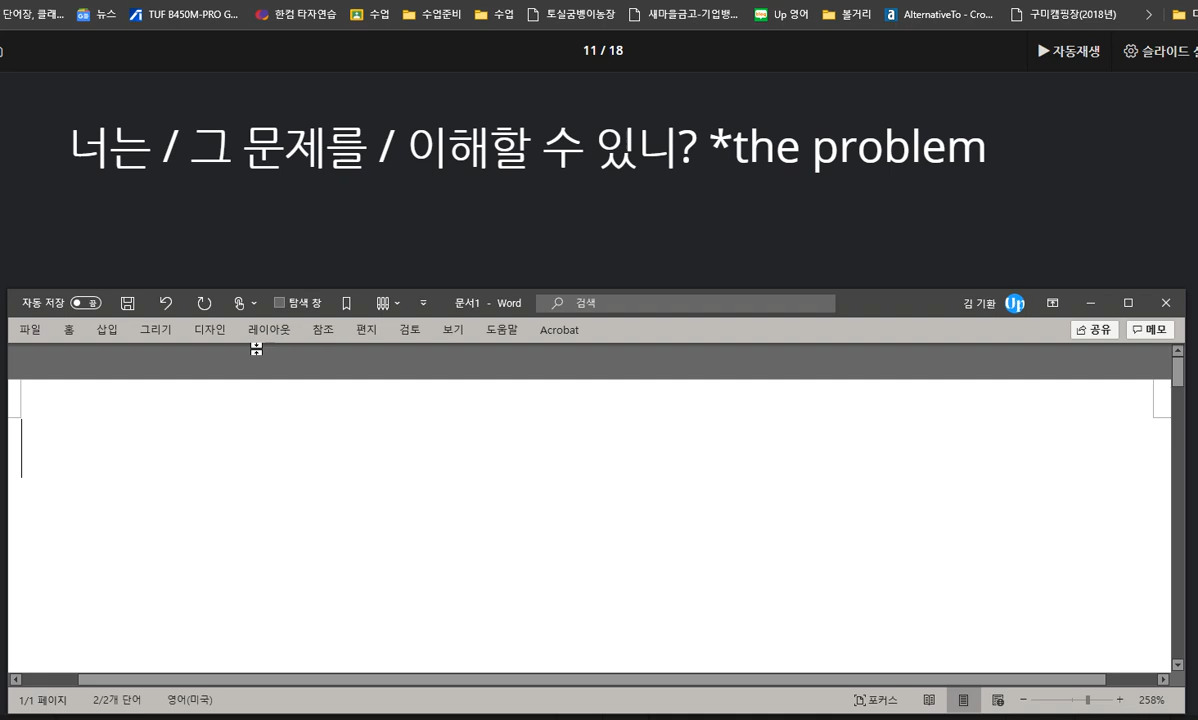 단어장, 클래... 뉴스 TUF B450M-PRO G... 한컴 타자연습 수업 수업준비 수업 토실굼벵이농장 새마을금고-기업뱅... Up 영어 볼거리 AlternativeTo - Cro... 구미캠핑장(2018년)
11 / 18 자동재생 슬라이드
너는 / 그 문제를 / 이해할 수 있니? *the problem
자동 저장 끔 탐색 창 문서1 - Word 검색 김 기환 Up
파일 홈 삽입 그리기 디자인 레이아웃 참조 편지 검토 보기 도움말 Acrobat 공유 메모
1/1 페이지 2/2개 단어 영어(미국) 포커스 258%